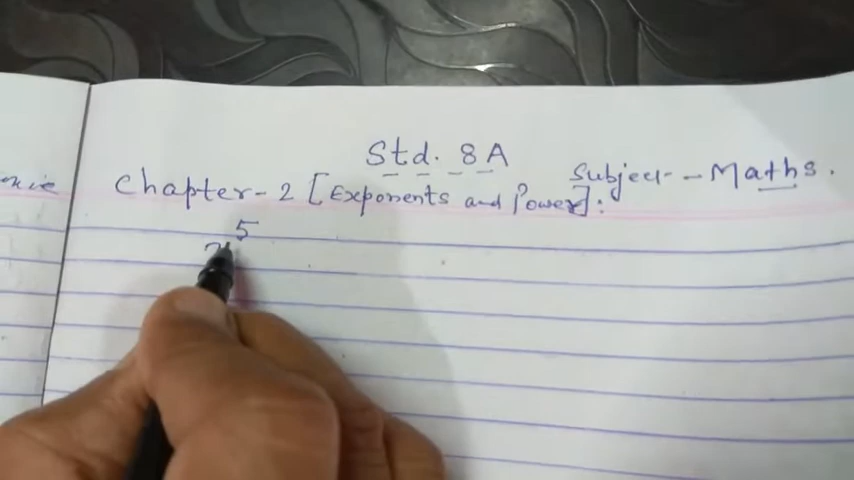 Std. 8A
Subject - Maths.
Chapter - 2 [Exponents and Power].
5